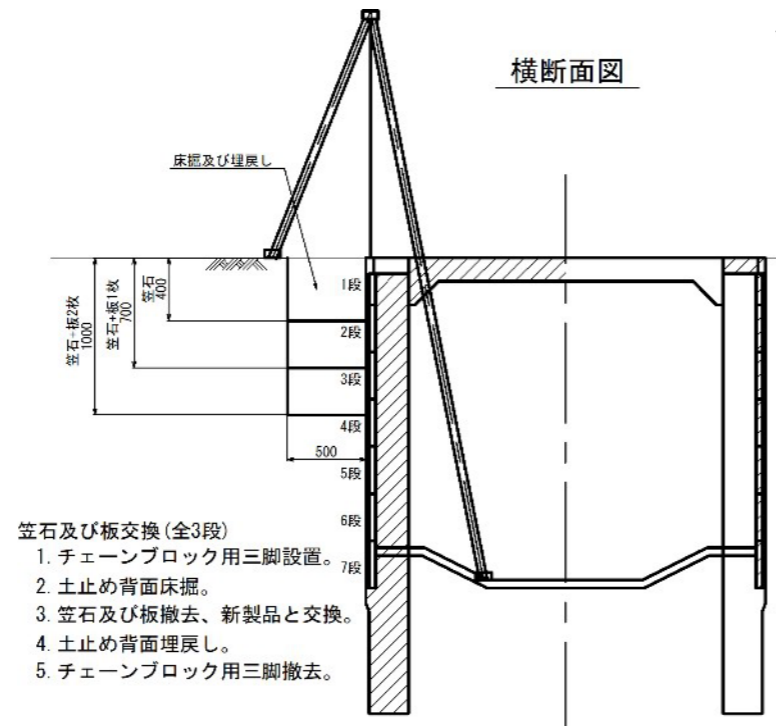 横断面図
床掘及び埋戻し
笠石+板2枚
1000
笠石+板1枚
700
笠石
400
1段
2段
3段
4段
5段
6段
7段
500
笠石及び板交換(全3段)
1. チェーンブロック用三脚設置。
2. 土止め背面床掘。
3. 笠石及び板撤去、新製品と交換。
4. 土止め背面埋戻し。
5. チェーンブロック用三脚撤去。